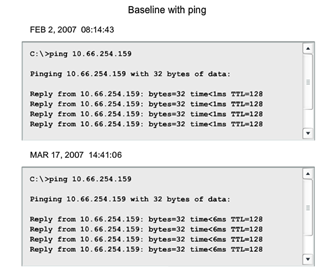 Baseline with ping
FEB 2, 2007 08:14:43
C:\>ping 10.66.254.159
Pinging 10.66.254.159 with 32 bytes of data:
Reply from 10.66.254.159: bytes=32 time<1ms TTL=128
Reply from 10.66.254.159: bytes=32 time<1ms TTL=128
Reply from 10.66.254.159: bytes=32 time<1ms TTL=128
Reply from 10.66.254.159: bytes=32 time<1ms TTL=128
MAR 17, 2007 14:41:06
C:\>ping 10.66.254.159
Pinging 10.66.254.159 with 32 bytes of data:
Reply from 10.66.254.159: bytes=32 time<6ms TTL=128
Reply from 10.66.254.159: bytes=32 time<6ms TTL=128
Reply from 10.66.254.159: bytes=32 time<6ms TTL=128
Reply from 10.66.254.159: bytes=32 time<6ms TTL=128